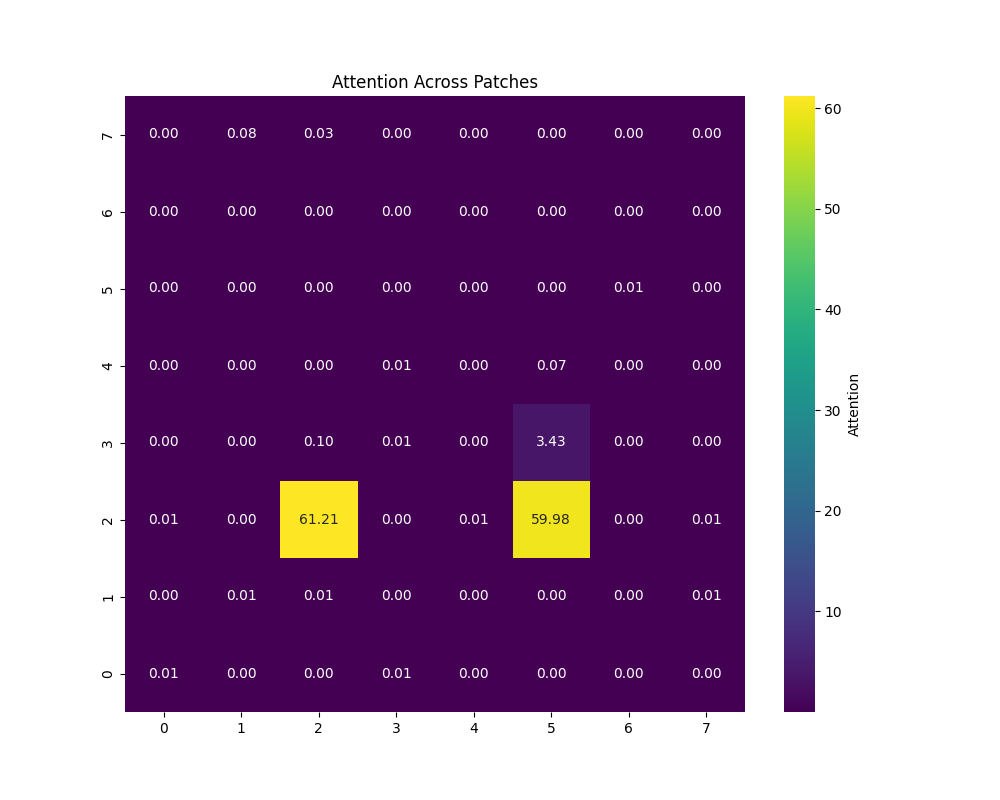 Attention Across Patches
7 0.00 0.08 0.03 0.00 0.00 0.00 0.00 0.00
6 0.00 0.00 0.00 0.00 0.00 0.00 0.00 0.00
5 0.00 0.00 0.00 0.00 0.00 0.00 0.01 0.00
4 0.00 0.00 0.00 0.01 0.00 0.07 0.00 0.00
3 0.00 0.00 0.10 0.01 0.00 3.43 0.00 0.00
2 0.01 0.00 61.21 0.00 0.01 59.98 0.00 0.01
1 0.00 0.01 0.01 0.00 0.00 0.00 0.00 0.01
0 0.01 0.00 0.00 0.01 0.00 0.00 0.00 0.00
0 1 2 3 4 5 6 7
60
50
40
30
20
10
Attention